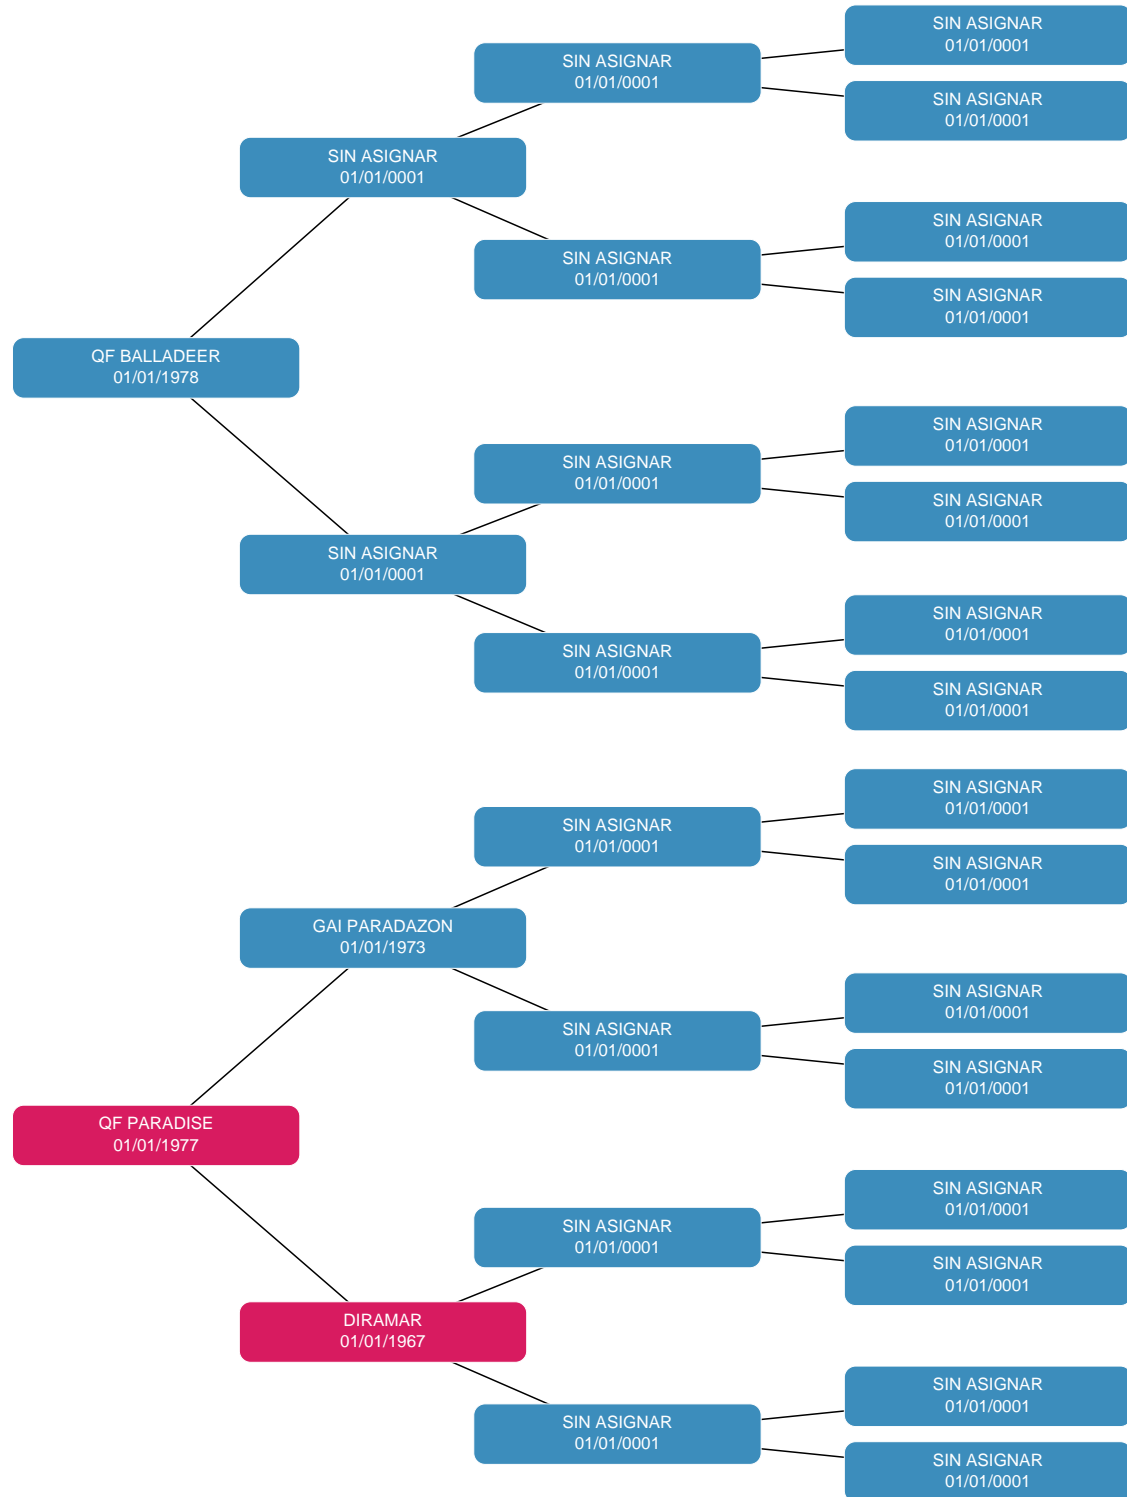 SIN ASIGNAR
01/01/0001
SIN ASIGNAR
01/01/0001
SIN ASIGNAR
01/01/0001
SIN ASIGNAR
01/01/0001
SIN ASIGNAR
01/01/0001
SIN ASIGNAR
01/01/0001
SIN ASIGNAR
01/01/0001
QF BALLADEER
01/01/1978
SIN ASIGNAR
01/01/0001
SIN ASIGNAR
01/01/0001
SIN ASIGNAR
01/01/0001
SIN ASIGNAR
01/01/0001
SIN ASIGNAR
01/01/0001
SIN ASIGNAR
01/01/0001
SIN ASIGNAR
01/01/0001
SIN ASIGNAR
01/01/0001
SIN ASIGNAR
01/01/0001
SIN ASIGNAR
01/01/0001
GAI PARADAZON
01/01/1973
SIN ASIGNAR
01/01/0001
SIN ASIGNAR
01/01/0001
SIN ASIGNAR
01/01/0001
QF PARADISE
01/01/1977
SIN ASIGNAR
01/01/0001
SIN ASIGNAR
01/01/0001
SIN ASIGNAR
01/01/0001
DIRAMAR
01/01/1967
SIN ASIGNAR
01/01/0001
SIN ASIGNAR
01/01/0001
SIN ASIGNAR
01/01/0001